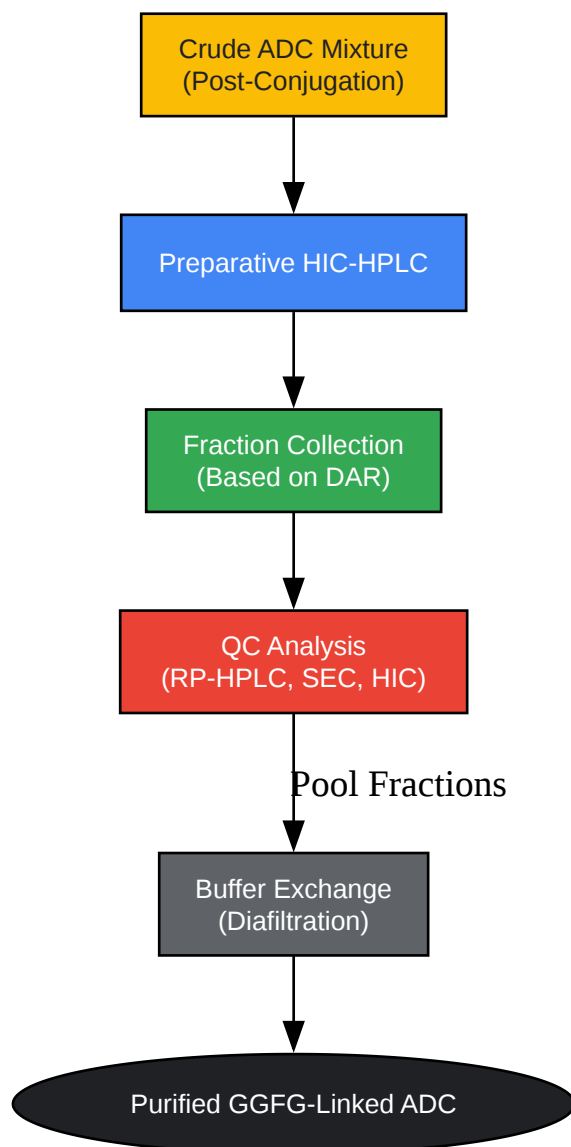 Crude ADC Mixture
(Post-Conjugation)
Preparative HIC-HPLC
Fraction Collection
(Based on DAR)
QC Analysis
(RP-HPLC, SEC, HIC)
Pool Fractions
Buffer Exchange
(Diafiltration)
Purified GGFG-Linked ADC